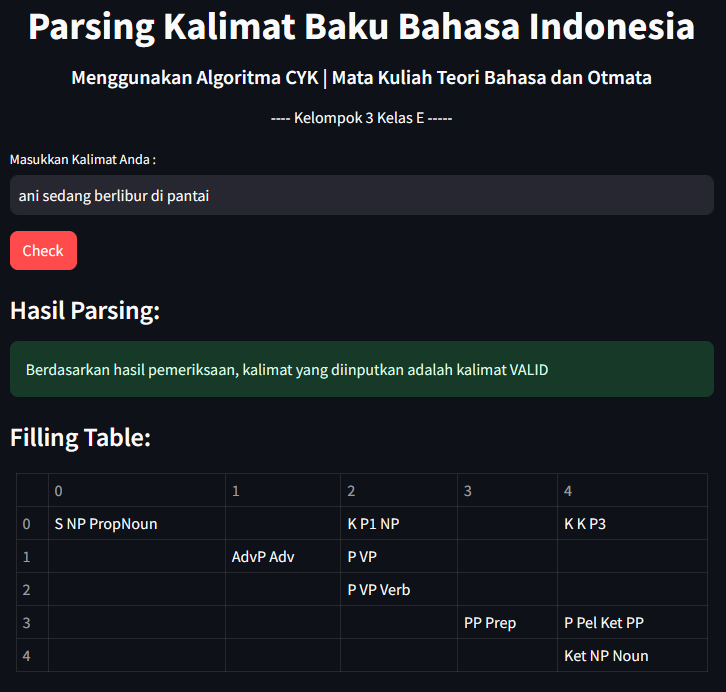 Parsing Kalimat Baku Bahasa Indonesia
Menggunakan Algoritma CYK | Mata Kuliah Teori Bahasa dan Otmata
---- Kelompok 3 Kelas E -----
Masukkan Kalimat Anda :
ani sedang berlibur di pantai
Check
Hasil Parsing:
Berdasarkan hasil pemeriksaan, kalimat yang diinputkan adalah kalimat VALID
Filling Table:
0 1 2 3 4
0 S NP PropNoun K P1 NP K K P3
1 AdvP Adv P VP
2 P VP Verb
3 PP Prep P Pel Ket PP
4 Ket NP Noun